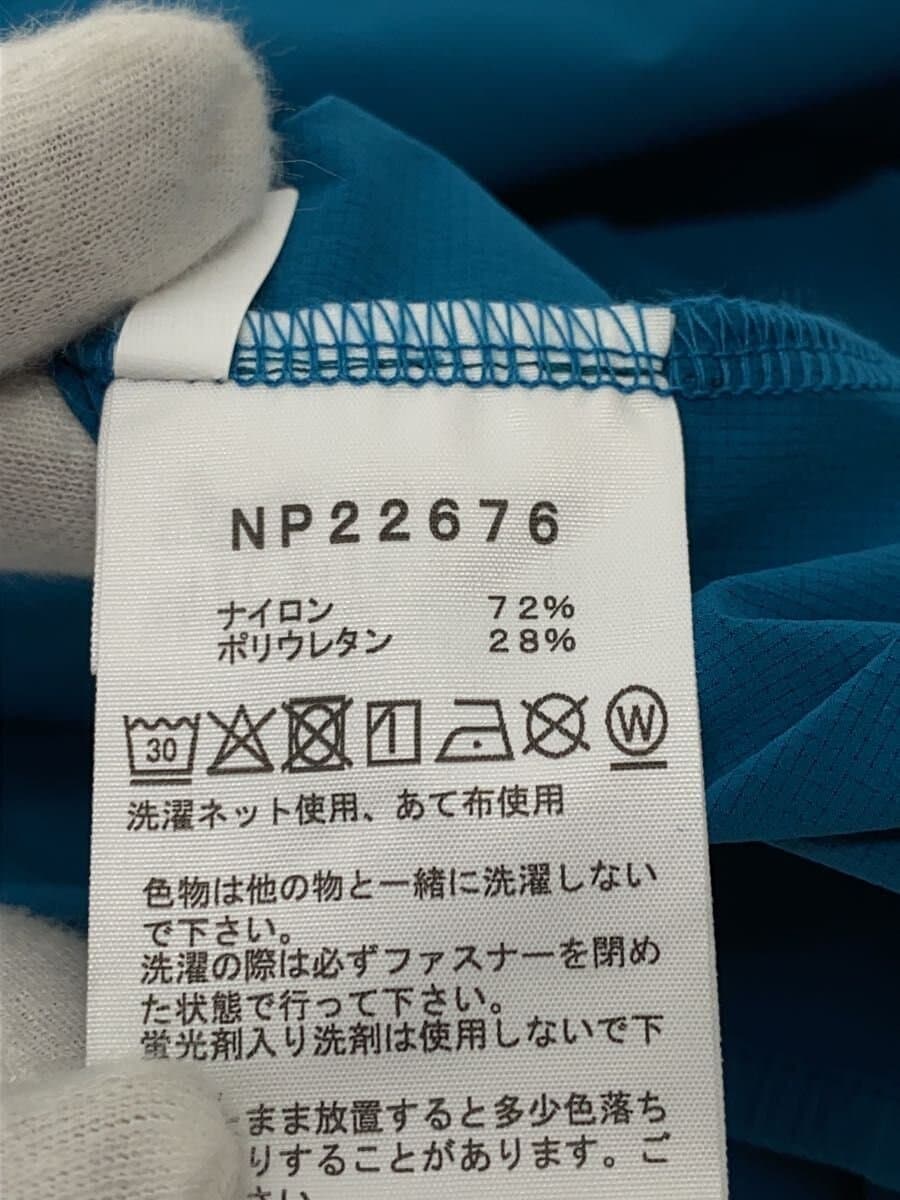 NP22676
ナイロン 72%
ポリウレタン 28%
30 W
洗濯ネット使用、あて布使用
色物は他の物と一緒に洗濯しない
で下さい。
洗濯の際は必ずファスナーを閉め
た状態で行って下さい。
蛍光剤入り洗剤は使用しないで下
まま放置すると多少色落ち
りすることがあります。ご
さい